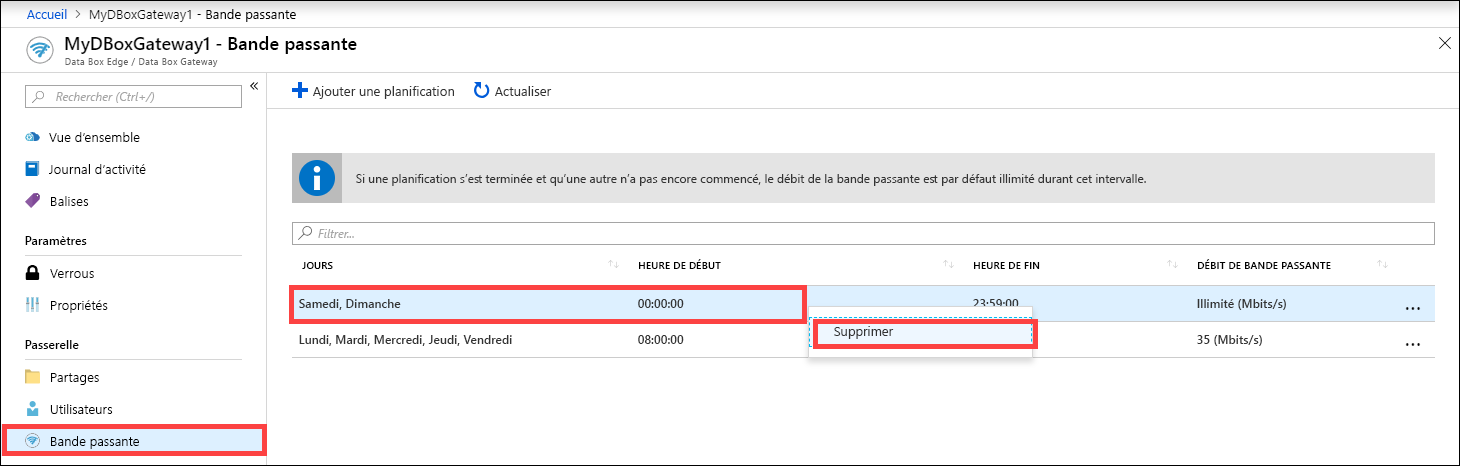 Accueil > MyDBoxGateway1 - Bande passante
MyDBoxGateway1 - Bande passante
Data Box Edge / Data Box Gateway
Rechercher (Ctrl+/)
«
Ajouter une planification Actualiser
Vue d'ensemble
Journal d'activité
Balises
Paramètres
Verrous
Propriétés
Passerelle
Partages
Utilisateurs
Bande passante
Si une planification s'est terminée et qu'une autre n'a pas encore commencé, le débit de la bande passante est par défaut illimité durant cet intervalle.
Filtrer...
JOURS HEURE DE DÉBUT HEURE DE FIN DÉBIT DE BANDE PASSANTE
Samedi, Dimanche 00:00:00 23:59:00 Illimité (Mbits/s) ...
Supprimer
Lundi, Mardi, Mercredi, Jeudi, Vendredi 08:00:00 35 (Mbits/s) ...